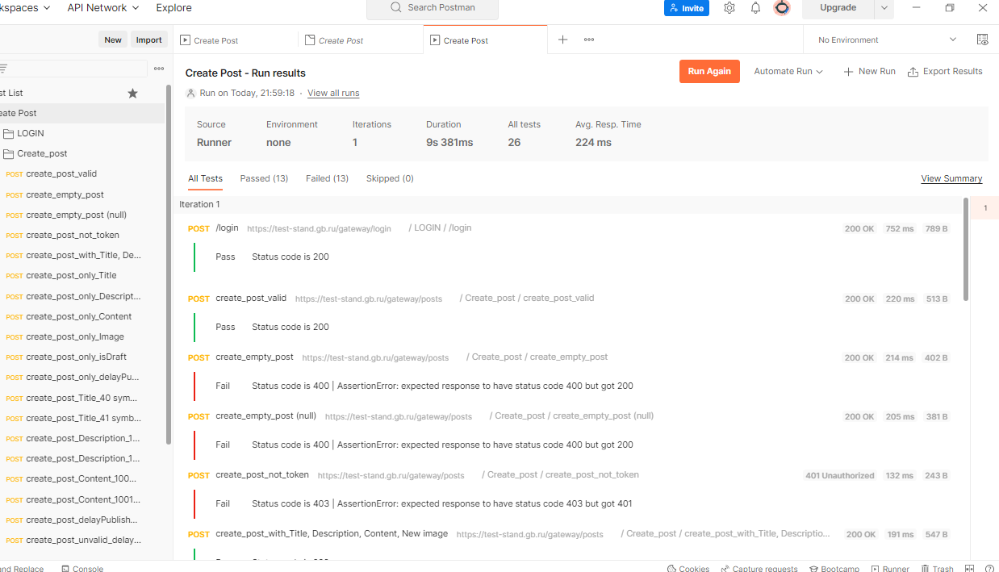 kspaces API Network Explore Search Postman Invite Upgrade
New Import Create Post Create Post Create Post No Environment
Create Post - Run results Run Again Automate Run New Run Export Results
Run on Today, 21:59:18 · View all runs
Source Environment Iterations Duration All tests Avg. Resp. Time
Runner none 1 9s 381ms 26 224 ms
All Tests Passed (13) Failed (13) Skipped (0) View Summary
Iteration 1
1
POST /login https://test-stand.gb.ru/gateway/login / LOGIN / /login 200 OK 752 ms 789 B
Pass Status code is 200
POST create_post_valid https://test-stand.gb.ru/gateway/posts / Create_post / create_post_valid 200 OK 220 ms 513 B
Pass Status code is 200
POST create_empty_post https://test-stand.gb.ru/gateway/posts / Create_post / create_empty_post 200 OK 214 ms 402 B
Fail Status code is 400 | AssertionError: expected response to have status code 400 but got 200
POST create_empty_post (null) https://test-stand.gb.ru/gateway/posts / Create_post / create_empty_post (null) 200 OK 205 ms 381 B
Fail Status code is 400 | AssertionError: expected response to have status code 400 but got 200
POST create_post_not_token https://test-stand.gb.ru/gateway/posts / Create_post / create_post_not_token 401 Unauthorized 132 ms 243 B
Fail Status code is 403 | AssertionError: expected response to have status code 403 but got 401
POST create_post_with_Title, Description, Content, New image https://test-stand.gb.ru/gateway/posts / Create_post / create_post_with_Title, Descriptio... 200 OK 191 ms 547 B
st List
eate Post
LOGIN
Create_post
POST create_post_valid
POST create_empty_post
POST create_empty_post (null)
POST create_post_not_token
POST create_post_with_Title, De...
POST create_post_only_Title
POST create_post_only_Descript...
POST create_post_only_Content
POST create_post_only_Image
POST create_post_only_isDraft
POST create_post_only_delayPu...
POST create_post_Title_40 sym...
POST create_post_Title_41 symb...
POST create_post_Description_1...
POST create_post_Description_1...
POST create_post_Content_100...
POST create_post_Content_1001...
POST create_post_delayPublish...
POST create_post_unvalid_delay...
and Replace Console Cookies Capture requests Bootcamp Runner Trash